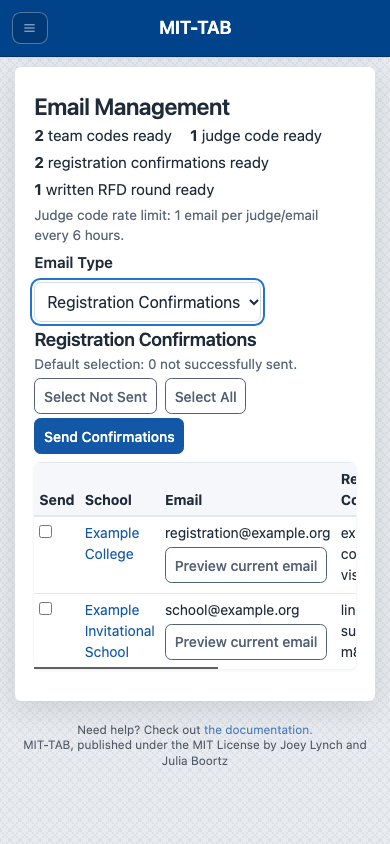 MIT-TAB
Email Management
2 team codes ready 1 judge code ready
2 registration confirmations ready
1 written RFD round ready
Judge code rate limit: 1 email per judge/email
every 6 hours.
Email Type
Registration Confirmations
Registration Confirmations
Default selection: 0 not successfully sent.
Select Not Sent Select All
Send Confirmations
Send School Email
Example College registration@example.org
Preview current email
Example Invitational School school@example.org
Preview current email
Need help? Check out the documentation.
MIT-TAB, published under the MIT License by Joey Lynch and
Julia Boortz